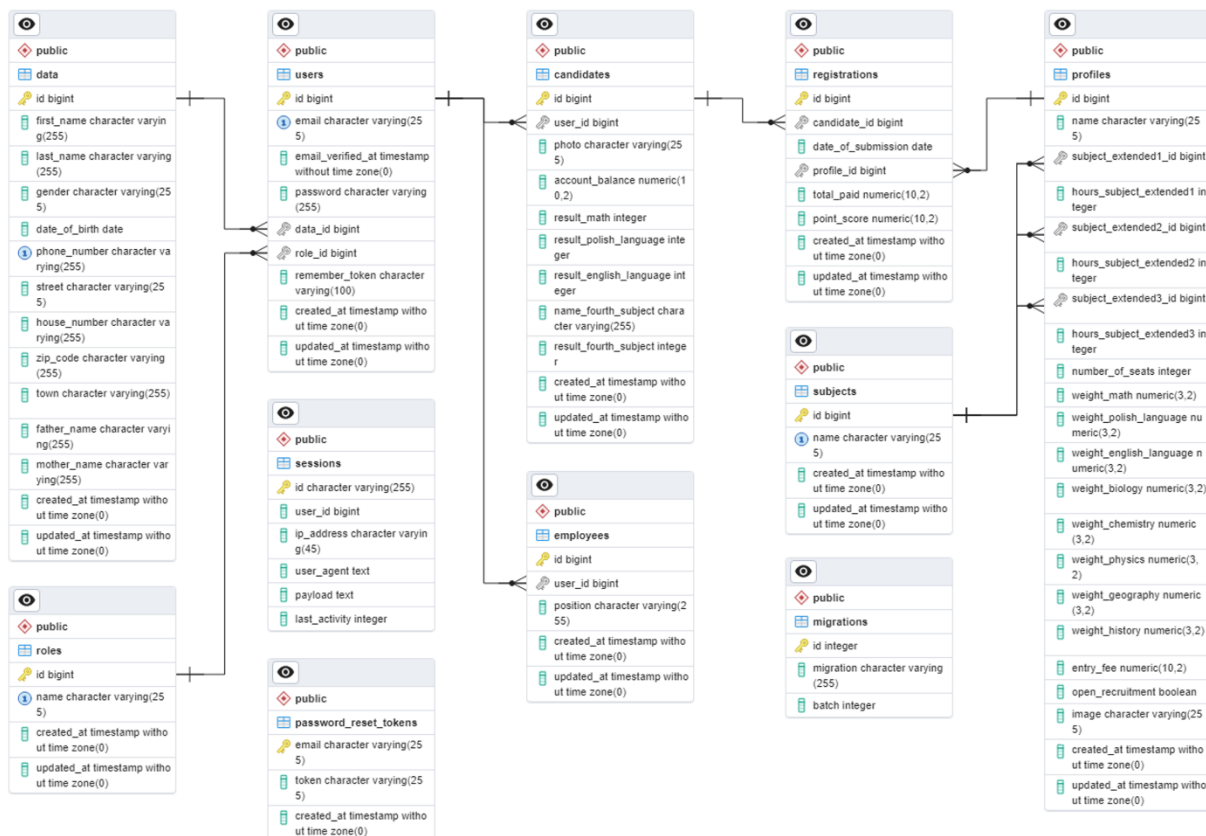 public
data
id bigint
first_name character varyin
g(255)
last_name character varying
(255)
gender character varying(25
5)
date_of_birth date
phone_number character va
rying(255)
street character varying(25
5)
house_number character va
rying(255)
zip_code character varying
(255)
town character varying(255)
father_name character varyi
ng(255)
mother_name character var
ying(255)
created_at timestamp witho
ut time zone(0)
updated_at timestamp witho
ut time zone(0)
public
roles
id bigint
name character varying(25
5)
created_at timestamp witho
ut time zone(0)
updated_at timestamp witho
ut time zone(0)
public
users
id bigint
email character varying(25
5)
email_verified_at timestamp
without time zone(0)
password character varying
(255)
data_id bigint
role_id bigint
remember_token character
varying(100)
created_at timestamp witho
ut time zone(0)
updated_at timestamp witho
ut time zone(0)
public
sessions
id character varying(255)
user_id bigint
ip_address character varyin
g(45)
user_agent text
payload text
last_activity integer
public
password_reset_tokens
email character varying(25
5)
token character varying(25
5)
created_at timestamp witho
ut time zone(0)
public
candidates
id bigint
user_id bigint
photo character varying(25
5)
account_balance numeric(1
0,2)
result_math integer
result_polish_language inte
ger
result_english_language int
eger
name_fourth_subject chara
cter varying(255)
result_fourth_subject intege
r
created_at timestamp witho
ut time zone(0)
updated_at timestamp witho
ut time zone(0)
public
employees
id bigint
user_id bigint
position character varying(2
55)
created_at timestamp witho
ut time zone(0)
updated_at timestamp witho
ut time zone(0)
public
registrations
id bigint
candidate_id bigint
date_of_submission date
profile_id bigint
total_paid numeric(10,2)
point_score numeric(10,2)
created_at timestamp witho
ut time zone(0)
updated_at timestamp witho
ut time zone(0)
public
subjects
id bigint
name character varying(25
5)
created_at timestamp witho
ut time zone(0)
updated_at timestamp witho
ut time zone(0)
public
migrations
id integer
migration character varying
(255)
batch integer
public
profiles
id bigint
name character varying(25
5)
subject_extended1_id bigint
hours_subject_extended1 in
teger
subject_extended2_id bigint
hours_subject_extended2 in
teger
subject_extended3_id bigint
hours_subject_extended3 in
teger
number_of_seats integer
weight_math numeric(3,2)
weight_polish_language nu
meric(3,2)
weight_english_language n
umeric(3,2)
weight_biology numeric(3,2)
weight_chemistry numeric
(3,2)
weight_physics numeric(3,
2)
weight_geography numeric
(3,2)
weight_history numeric(3,2)
entry_fee numeric(10,2)
open_recruitment boolean
image character varying(25
5)
created_at timestamp witho
ut time zone(0)
updated_at timestamp witho
ut time zone(0)